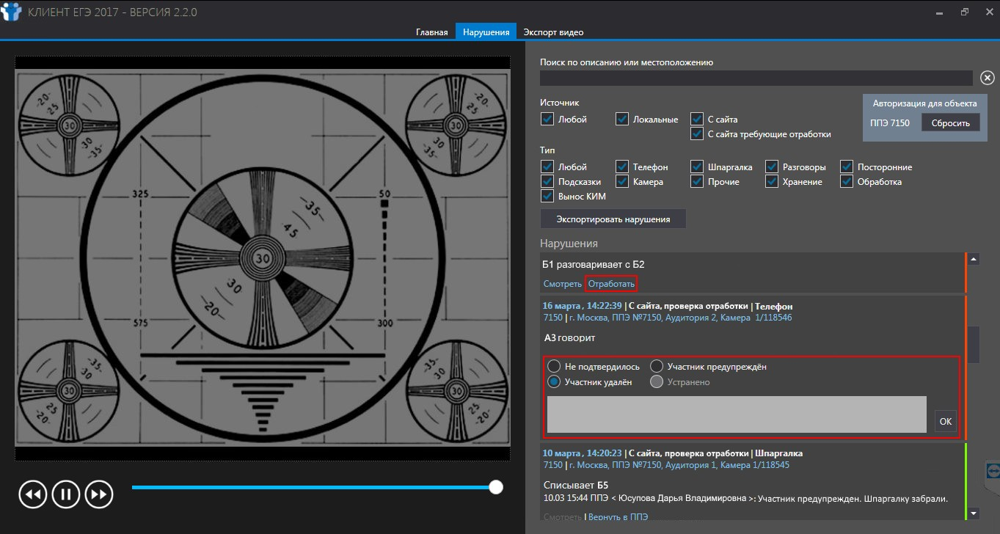 КЛИЕНТ ЕГЭ 2017 - ВЕРСИЯ 2.2.0
Главная Нарушения Экспорт видео
-20- 25 30 30 -35-
-20- 25 30 30 -35-
325 50
-35-
45
30
30
-20-
575 300
-35- 30 30 25 -20-
-35- 30 30 25 -20-
Поиск по описанию или местоположению
Источник
Любой Локальные С сайта
С сайта требующие отработки
Авторизация для объекта
ППЭ 7150 Сбросить
Тип
Любой Телефон Шпаргалка Разговоры Посторонние
Подсказки Камера Прочие Хранение Обработка
Вынос КИМ
Экспортировать нарушения
Нарушения
Б1 разговаривает с Б2
Смотреть Отработать
16 марта , 14:22:39 | С сайта, проверка отработки | Телефон
7150 | г. Москва, ППЭ №7150, Аудитория 2, Камера 1/118546
А3 говорит
Не подтвердилось Участник предупреждён
Участник удалён Устранено
ОК
10 марта , 14:20:23 | С сайта, проверка отработки | Шпаргалка
7150 | г. Москва, ППЭ №7150, Аудитория 1, Камера 1/118545
Списывает Б5
10.03 15:44 ППЭ < Юсупова Дарья Владимировна >: Участник предупрежден. Шпаргалку забрали.
Смотреть | Вернуть в ППЭ